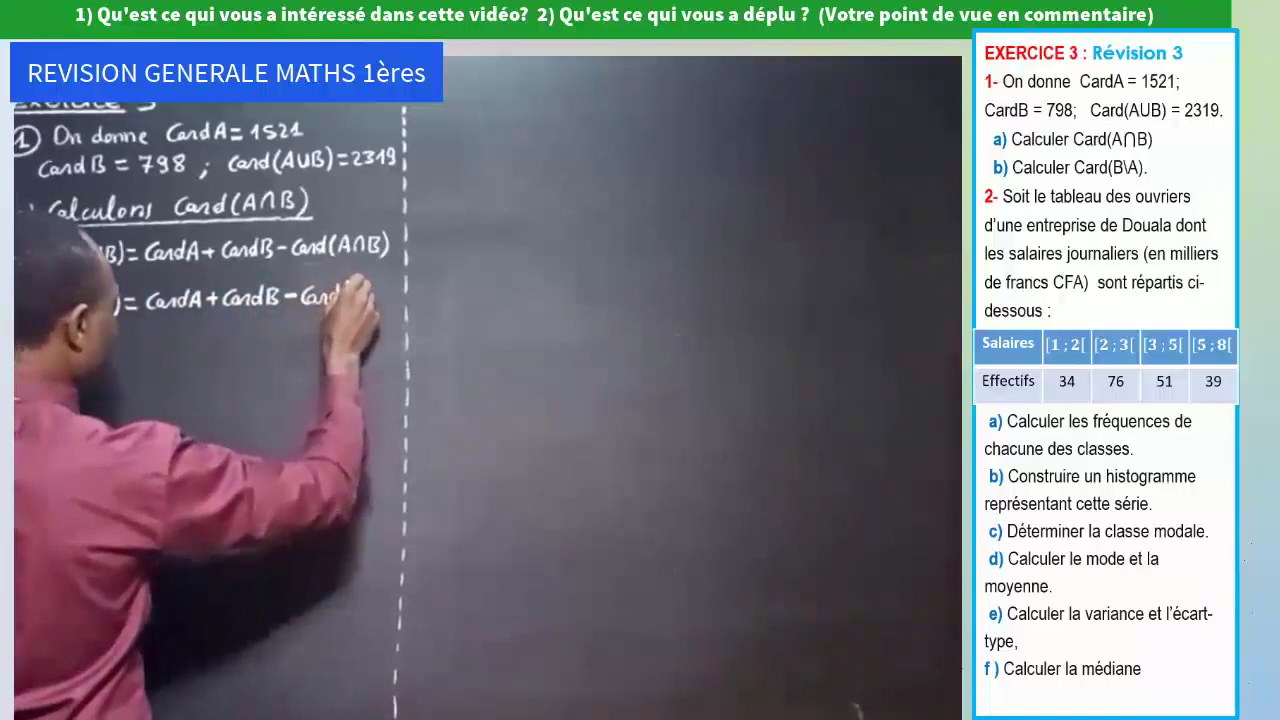 1) Qu'est ce qui vous a intéressé dans cette vidéo? 2) Qu'est ce qui vous a déplu ? (Votre point de vue en commentaire)
REVISION GENERALE MATHS 1ères
1 On donne CardA = 1521
CardB = 798 ; Card(AUB) = 2319
Calculons Card(A∩B)
B) = CardA + CardB - Card(A∩B)
) = CardA + CardB - Card
EXERCICE 3 : Révision 3
1- On donne CardA = 1521;
CardB = 798; Card(AUB) = 2319.
a) Calculer Card(A⋂B)
b) Calculer Card(B\A).
2- Soit le tableau des ouvriers
d'une entreprise de Douala dont
les salaires journaliers (en milliers
de francs CFA) sont répartis ci-
dessous :
Salaires [1 ; 2[ [2 ; 3[ [3 ; 5[ [5 ; 8[
Effectifs 34 76 51 39
a) Calculer les fréquences de
chacune des classes.
b) Construire un histogramme
représentant cette série.
c) Déterminer la classe modale.
d) Calculer le mode et la
moyenne.
e) Calculer la variance et l'écart-
type,
f ) Calculer la médiane